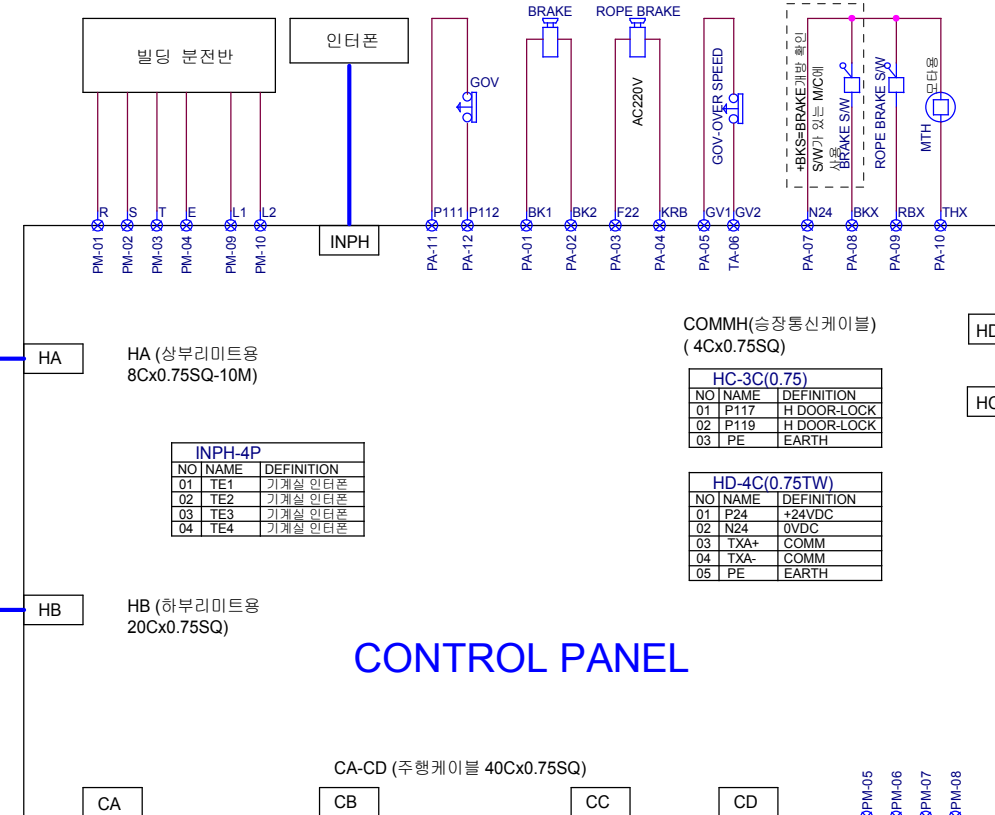 BRAKE
ROPE BRAKE
빌딩 분전반
인터폰
GOV
AC220V
GOV-OVER SPEED
+BKS=BRAKE개방 확인
S/W가 있는 M/C에
BRAKE S/W
ROPE BRAKE S/W
MTH
R S T E L1 L2
P111 P112 BK1 BK2 F22 KRB GV1 GV2 N24 BKX RBX THX
PM-01 PM-02 PM-03 PM-04 PM-09 PM-10
INPH
PA-11 PA-12 PA-01 PA-02 PA-03 PA-04 PA-05 TA-06 PA-07 PA-08 PA-09 PA-10
COMMH(승장통신케이블)
( 4Cx0.75SQ)
HD
HA
HA (상부리미트용
8Cx0.75SQ-10M)
HC-3C(0.75)
NO NAME DEFINITION
01 P117 H DOOR-LOCK
02 P119 H DOOR-LOCK
03 PE EARTH
INPH-4P
NO NAME DEFINITION
01 TE1 기계실 인터폰
02 TE2 기계실 인터폰
03 TE3 기계실 인터폰
04 TE4 기계실 인터폰
HD-4C(0.75TW)
NO NAME DEFINITION
01 P24 +24VDC
02 N24 0VDC
03 TXA+ COMM
04 TXA- COMM
05 PE EARTH
HB
HB (하부리미트용
20Cx0.75SQ)
CONTROL PANEL
CA-CD (주행케이블 40Cx0.75SQ)
CA
CB
CC
CD
PM-05 PM-06 PM-07 PM-08